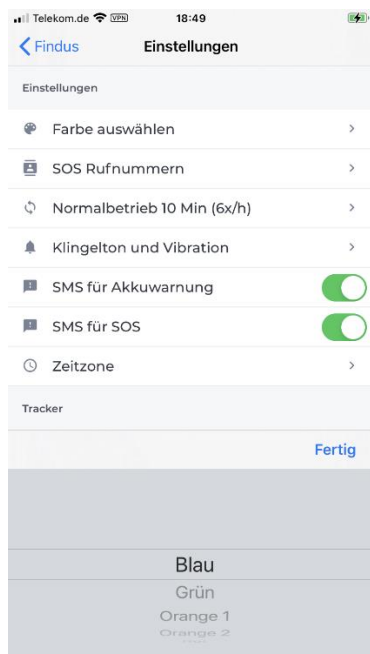 Telekom.de VPN 18:49
Findus Einstellungen
Einstellungen
Farbe auswählen
SOS Rufnummern
Normalbetrieb 10 Min (6x/h)
Klingelton und Vibration
SMS für Akkuwarnung
SMS für SOS
Zeitzone
Tracker
Fertig
Blau
Grün
Orange 1
Orange 2